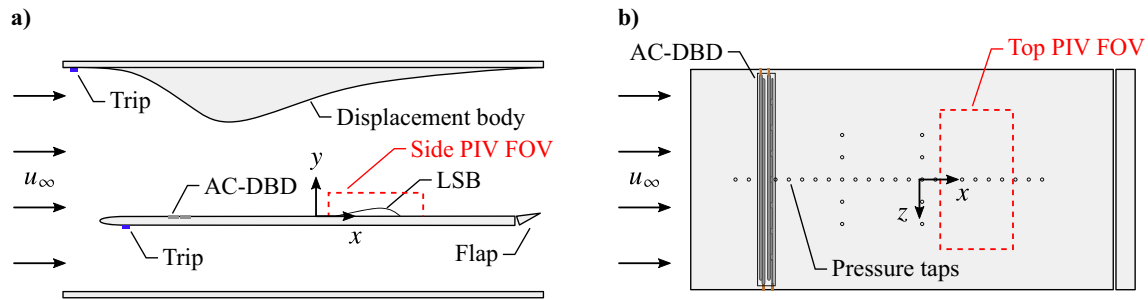 a)
Trip
Displacement body
Side PIV FOV
y
LSB
AC-DBD
u∞
x
Trip
Flap
b)
AC-DBD
Top PIV FOV
u∞
x
z
Pressure taps